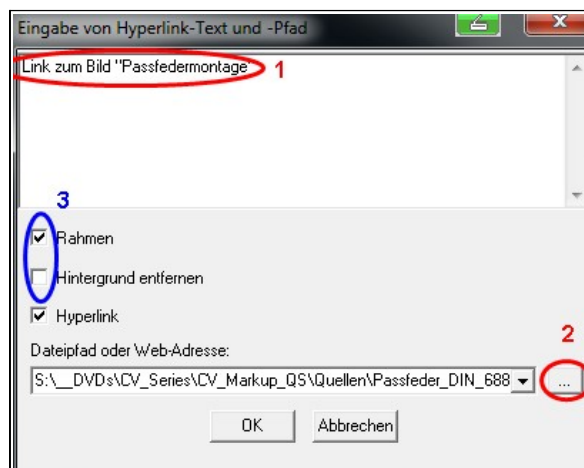 Eingabe von Hyperlink-Text und -Pfad
Link zum Bild "Passfedermontage"
1
3
Rahmen
Hintergrund entfernen
Hyperlink
2
Dateipfad oder Web-Adresse:
S:\__DVDs\CV_Series\CV_Markup_QS\Quellen\Passfeder_DIN_688
...
OK
Abbrechen